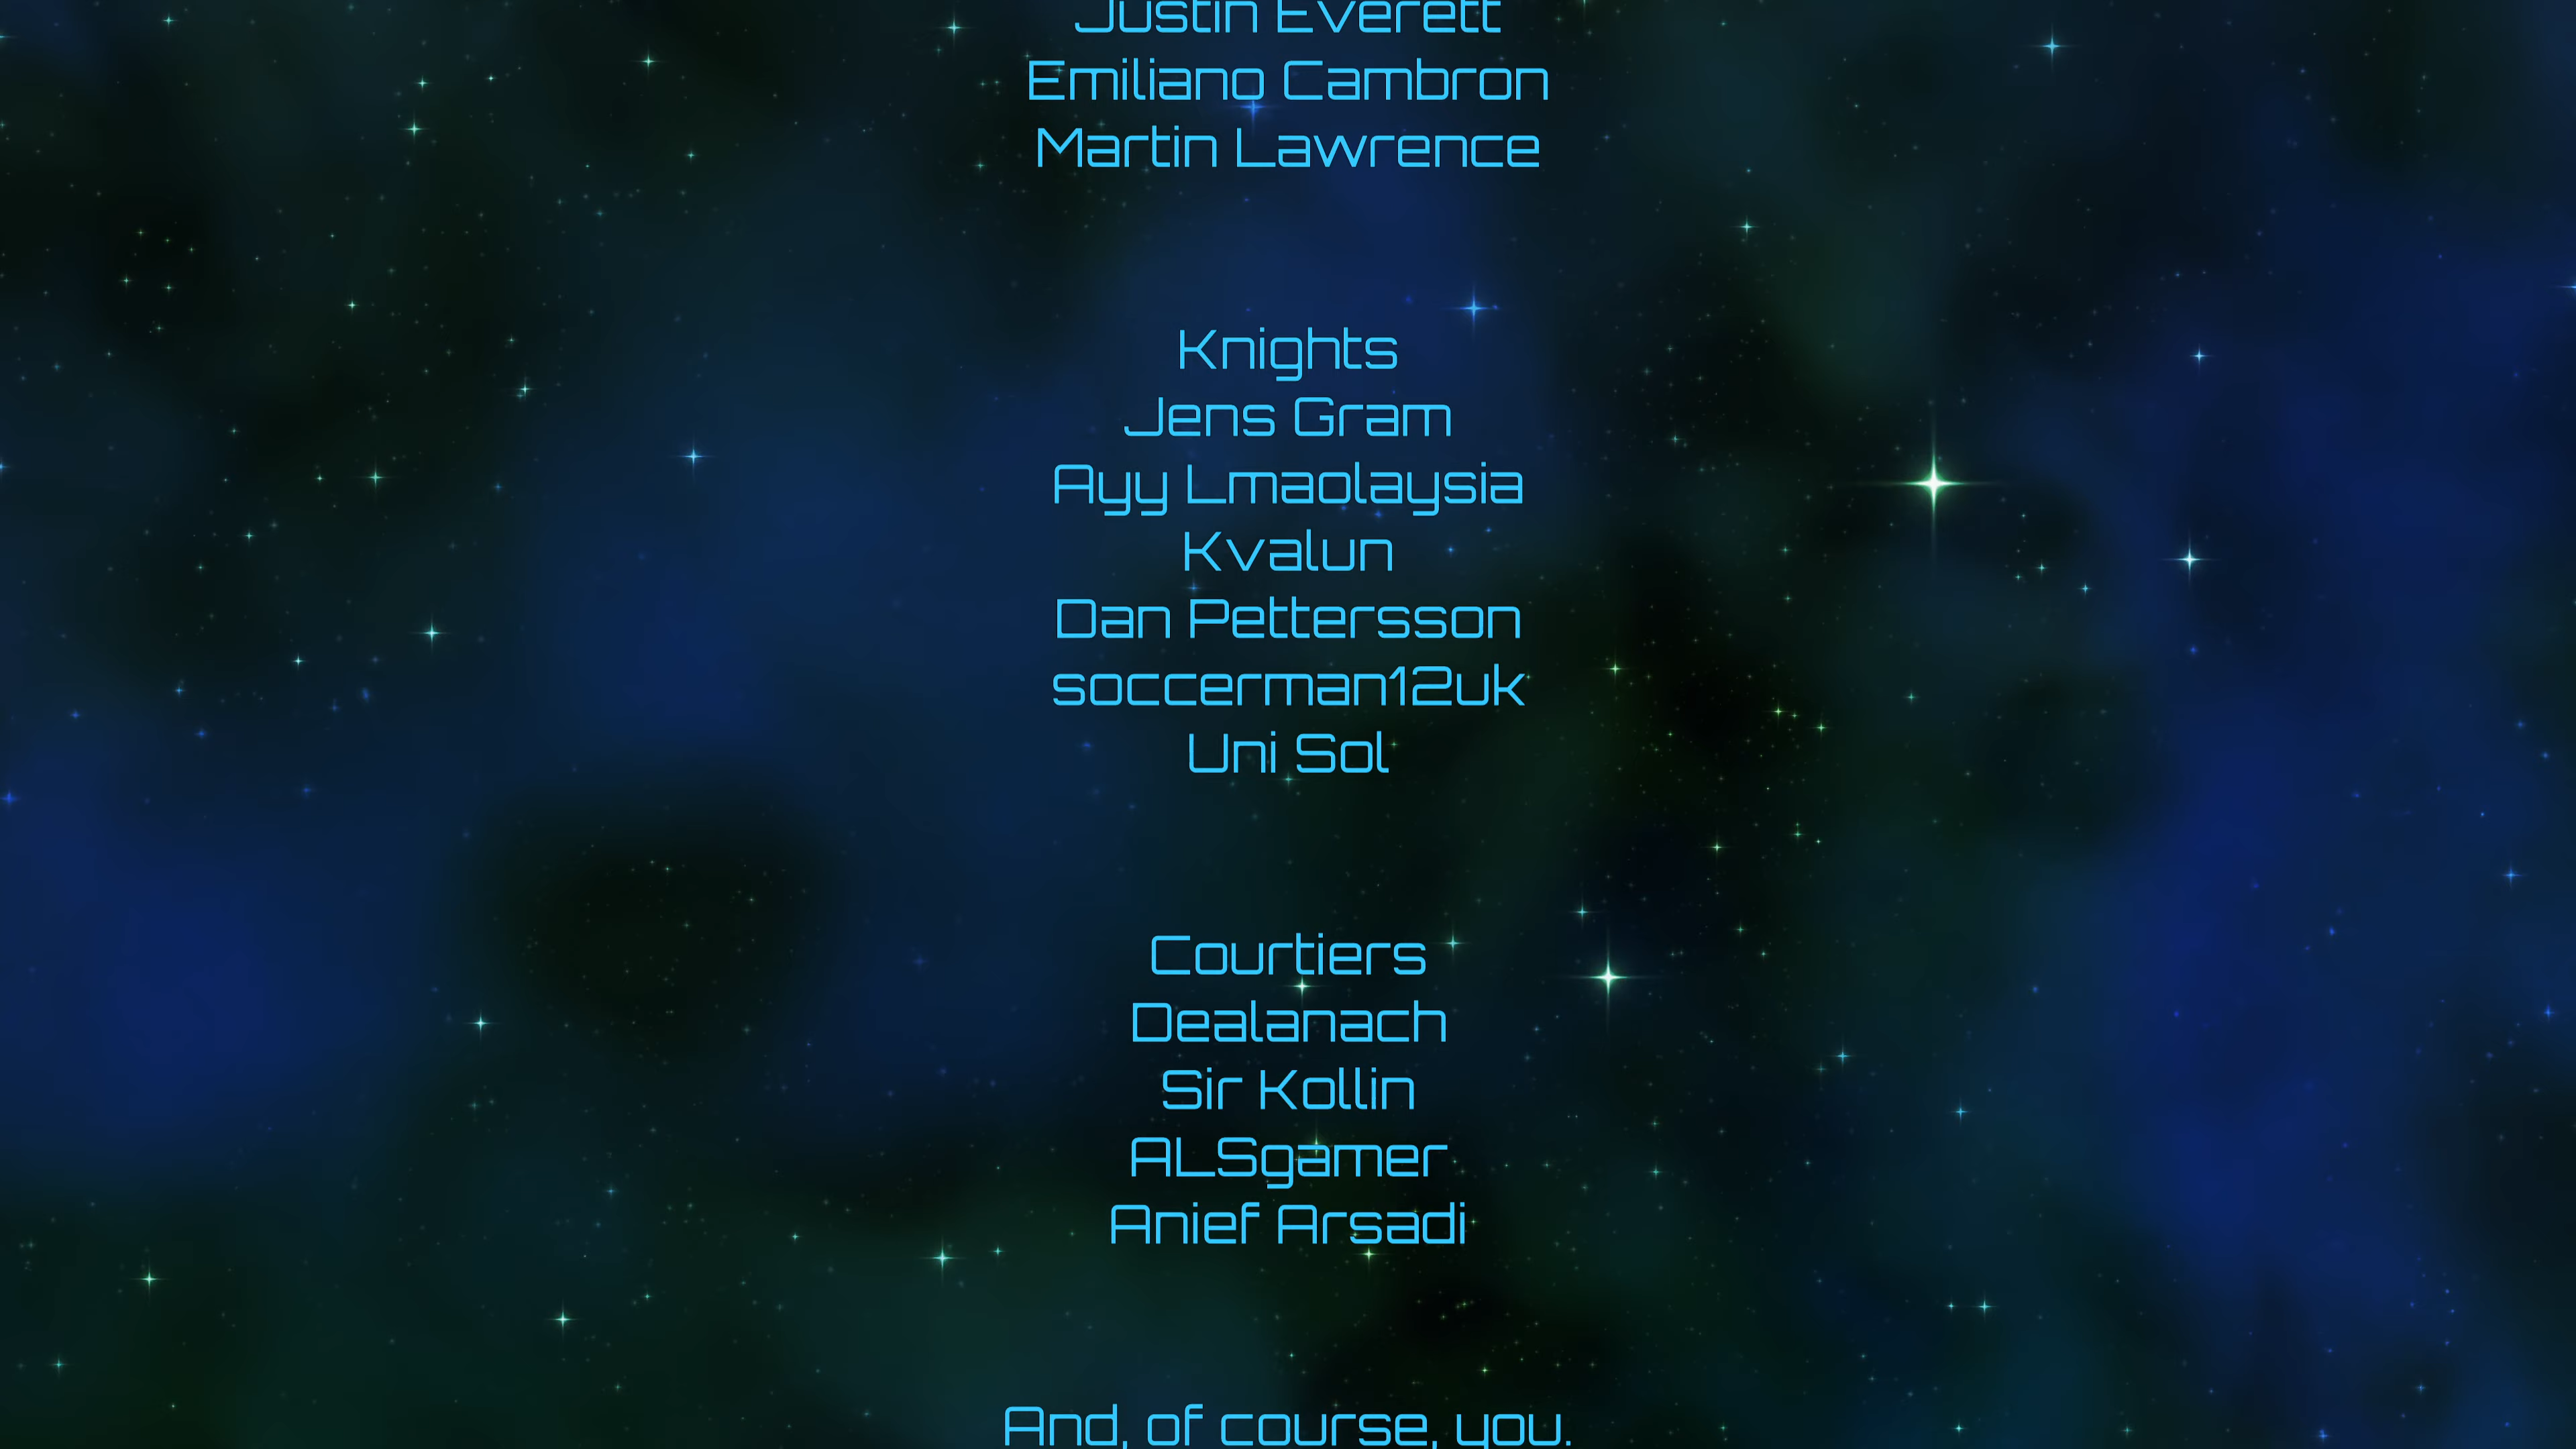 Justin Everett
Emiliano Cambron
Martin Lawrence
Knights
Jens Gram
Ayy Lmaolaysia
Kvalun
Dan Pettersson
soccerman12uk
Uni Sol
Courtiers
Dealanach
Sir Kollin
ALSgamer
Anief Arsadi
And, of course, you.